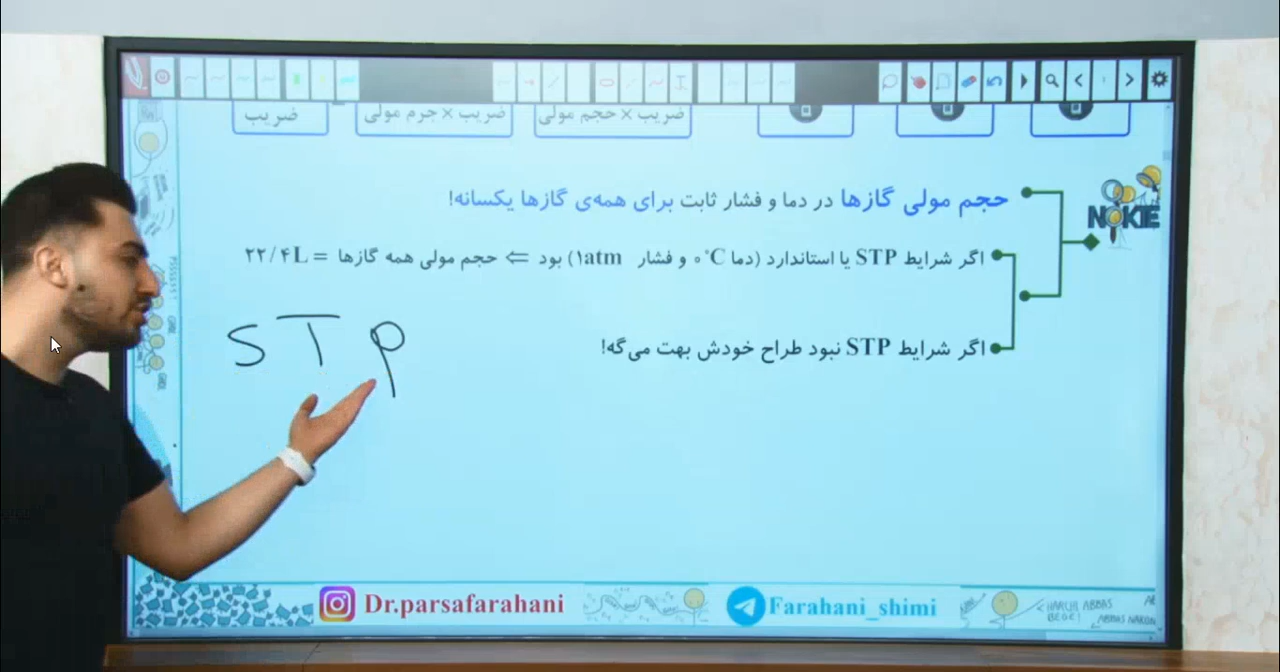 ضریب × حجم مولی
ضریب × جرم مولی
ضریب
NOKTE
حجم مولی گازها در دما و فشار ثابت برای همه‌ی گازها یکسانه!
اگر شرایط STP یا استاندارد (دما ۰°C و فشار ۱atm) بود ⇐ حجم مولی همه گازها = ۲۲/۴L
STP
اگر شرایط STP نبود طراح خودش بهت می‌گه!
Dr.parsafarahani
Farahani_shimi